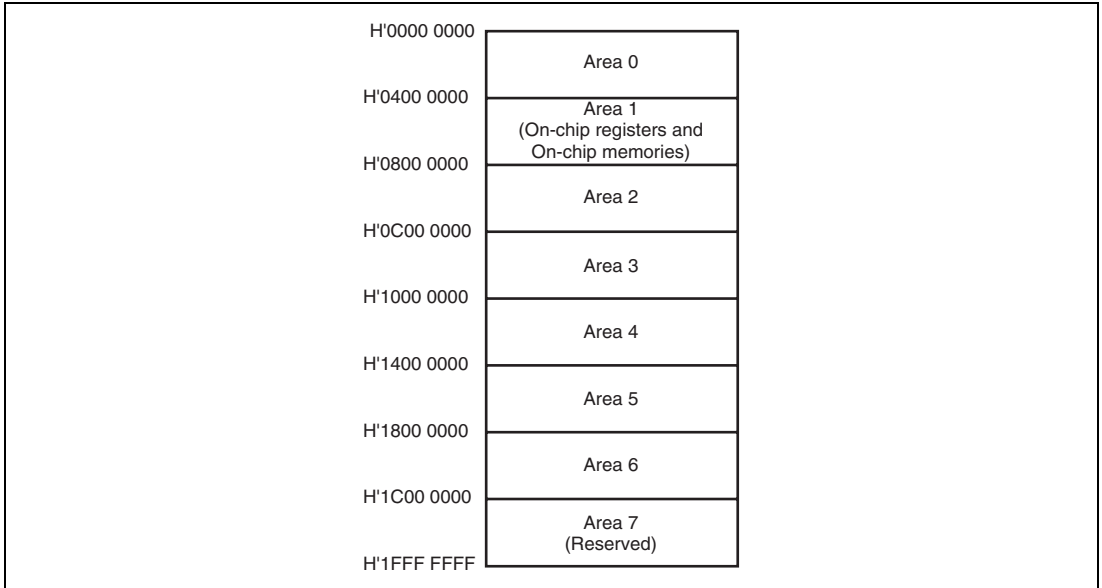 H'0000 0000
Area 0
H'0400 0000
Area 1
(On-chip registers and
On-chip memories)
H'0800 0000
Area 2
H'0C00 0000
Area 3
H'1000 0000
Area 4
H'1400 0000
Area 5
H'1800 0000
Area 6
H'1C00 0000
Area 7
(Reserved)
H'1FFF FFFF